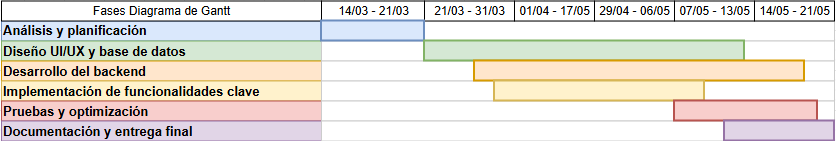 Fases Diagrama de Gantt 14/03 - 21/03 21/03 - 31/03 01/04 - 17/05 29/04 - 06/05 07/05 - 13/05 14/05 - 21/05
Análisis y planificación
Diseño UI/UX y base de datos
Desarrollo del backend
Implementación de funcionalidades clave
Pruebas y optimización
Documentación y entrega final